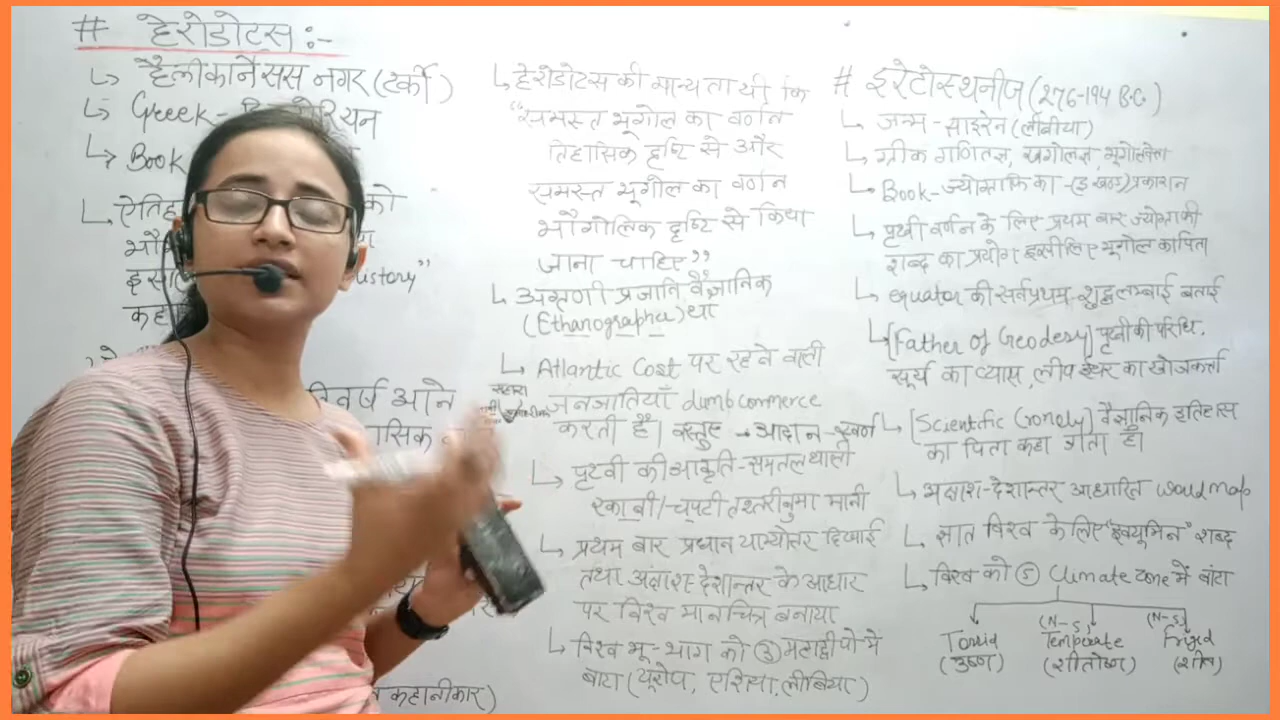 # हेरोडोटस :-
↳ हैलीकार्नेसस नगर (टर्की)
↳ Greeek-
↳ Book
↳ ऐतिह को
भौ
इस istory"
कहा
↳ हेरोडोटस की मान्यता थी कि
"समस्त भूगोल का वर्णन
तिहासिक दृष्टि से और
समस्त भूगोल का वर्णन
भौगोलिक दृष्टि से किया
जाना चाहिए"
↳ अग्रणी प्रजाति वैज्ञानिक
(Ethanographer) था
↳ Atlantic Cost पर रहने वाली
जनजातियाँ dumb commerce
करती हैं। वस्तुए → आदान → स्वर्ण
↳ पृथ्वी की आकृति - समतल थाली
रकाबी/-चपटी तश्तरीनुमा मानी
↳ प्रथम बार प्रधान याम्योत्तर दिखाई
तथा अक्षांश-देशान्तर के आधार
पर विश्व मानचित्र बनाया
↳ विश्व भू-भाग को ③ महाद्वीपो मे
बाटा (यूरोप, एशिया, लीबिया)
वर्ष आने
ासिक
कहानीकार)
# इरेटोस्थनीज (276-194 B.C.)
↳ जन्म - साइरेन (लीबीया)
↳ ग्रीक गणितज्ञ, खगोलज्ञ भूगोलवेत्ता
↳ Book - ज्योग्राफिका - (3 खण्ड) प्रकाशन
↳ पृथ्वी वर्णन के लिए प्रथम बार ज्योग्राफी
शब्द का प्रयोग इसीलिए भूगोल का पिता
↳ equator की सर्वप्रथम - शुद्ध लम्बाई बताई
↳ [Father of Geodesy] पृथ्वी की परिधि,
सूर्य का व्यास, लीप ईयर का खोजकर्त्ता
↳ [Scientific Cronoly) वैज्ञानिक इतिहास
का पिता कहा जाता है।
↳ अक्षाश-देशान्तर आधारित world map
↳ ज्ञात विश्व के लिए "इक्युमिन" शब्द
↳ विश्व को ⑤ Climate zone में बांटा
(N-S) (N-S)
Torrid Temperate Frigid
(उष्ण) (शीतोष्ण) (शीत)